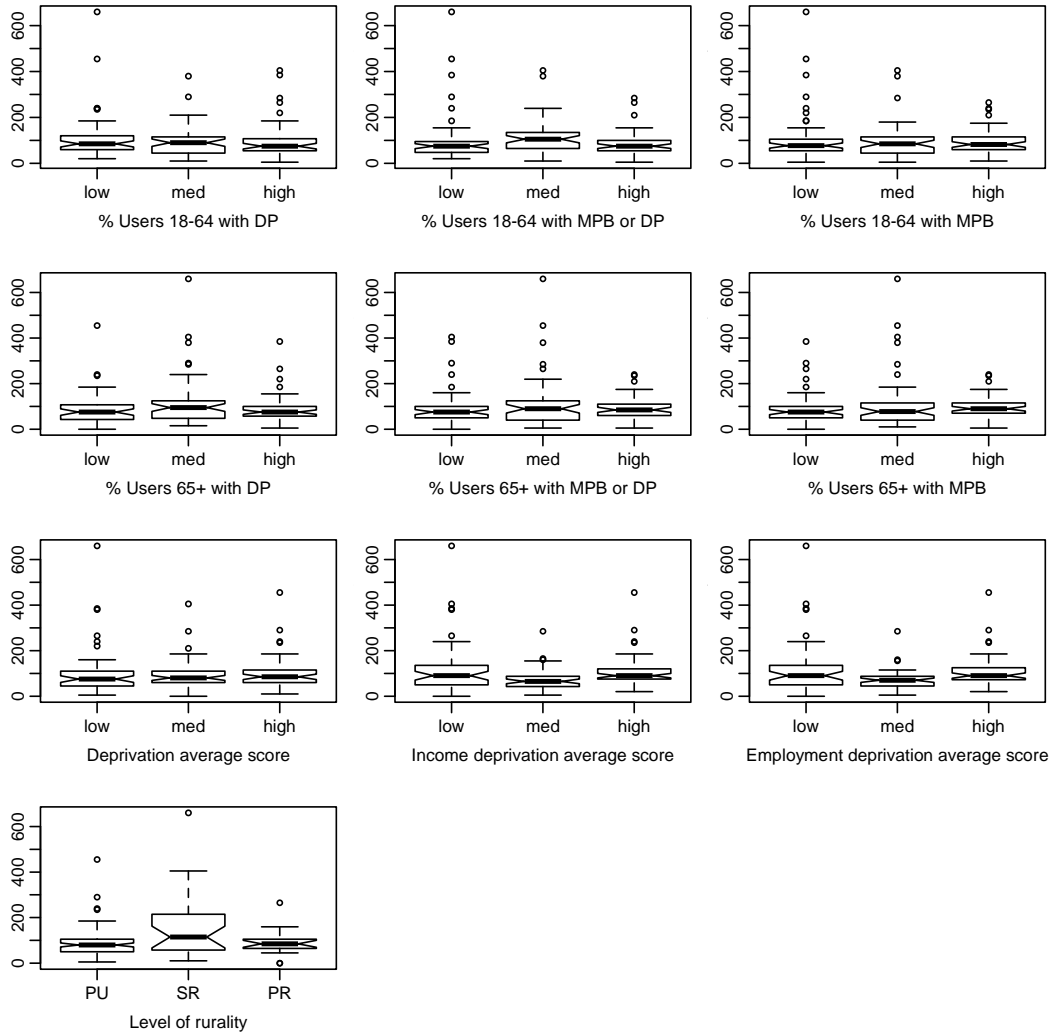 0 200 400 600
low med high
% Users 18-64 with DP
0 200 400 600
low med high
% Users 18-64 with MPB or DP
0 200 400 600
low med high
% Users 18-64 with MPB
0 200 400 600
low med high
% Users 65+ with DP
0 200 400 600
low med high
% Users 65+ with MPB or DP
0 200 400 600
low med high
% Users 65+ with MPB
0 200 400 600
low med high
Deprivation average score
0 200 400 600
low med high
Income deprivation average score
0 200 400 600
low med high
Employment deprivation average score
0 200 400 600
PU SR PR
Level of rurality